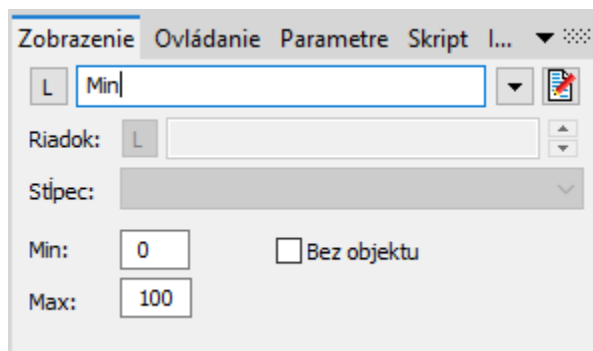 Zobrazenie Ovládanie Parametre Skript I...
L Min
Riadok: L
Stĺpec:
Min: 0 Bez objektu
Max: 100